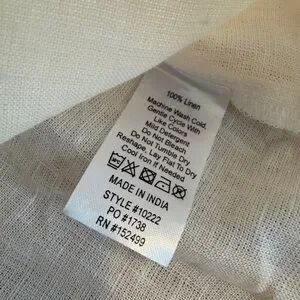 100% Linen
Machine Wash Cold,
Gentle Cycle With
Like Colors
Mild Detergent
Do Not Bleach
Do Not Tumble Dry
Reshape, Lay Flat To Dry
Cool Iron If Needed
MADE IN INDIA
STYLE #10222
PO #1738
RN #152499